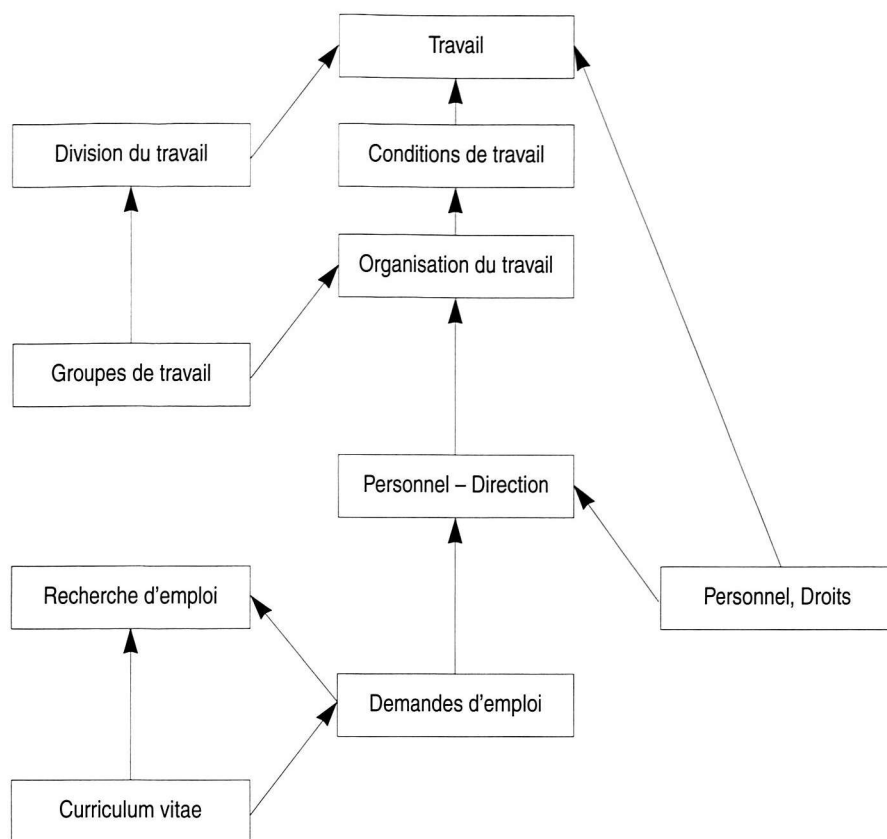 Travail
Division du travail
Conditions de travail
Organisation du travail
Groupes de travail
Personnel – Direction
Recherche d’emploi
Personnel, Droits
Demandes d’emploi
Curriculum vitae